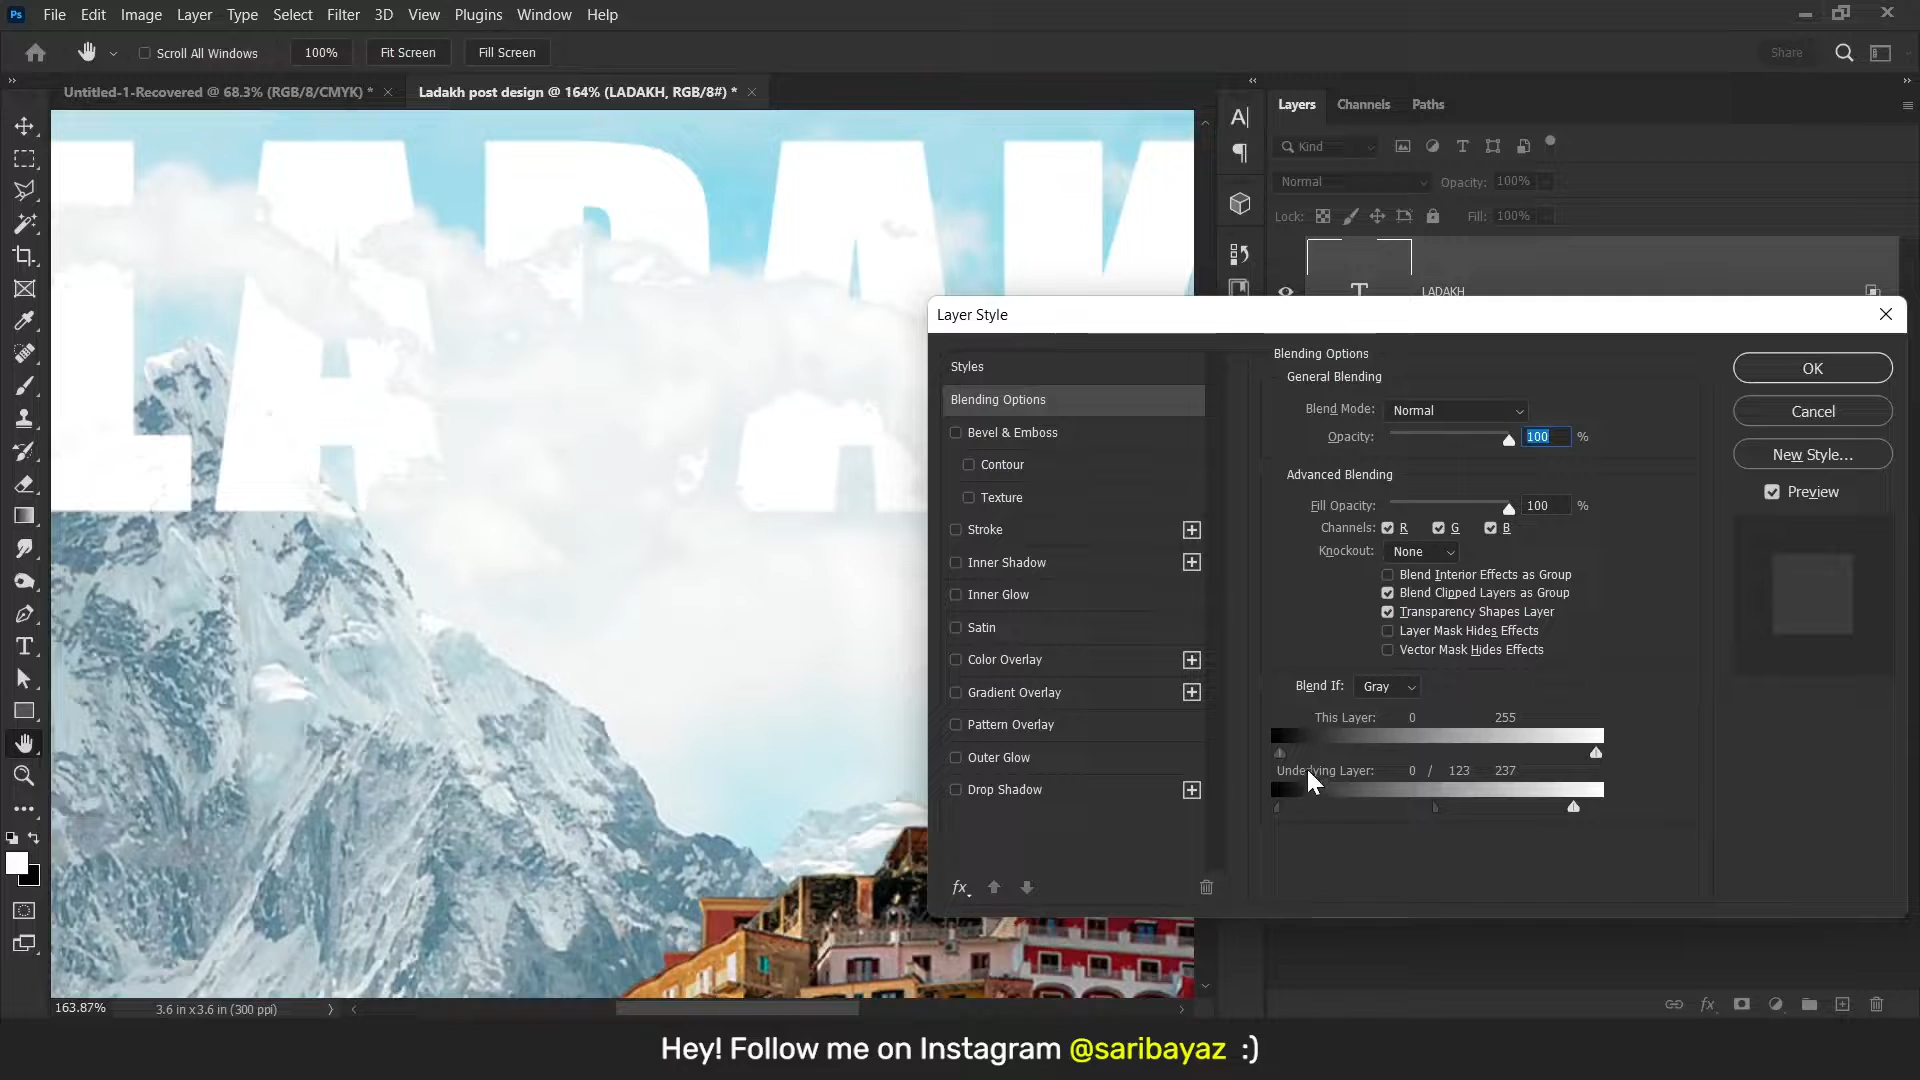 Ps File Edit Image Layer Type Select Filter 3D View Plugins Window Help
Scroll All Windows 100% Fit Screen Fill Screen Share
Untitled-1-Recovered @ 68.3% (RGB/8/CMYK) * × Ladakh post design @ 164% (LADAKH, RGB/8#) * ×
Layers Channels Paths
Kind
Normal Opacity: 100%
Lock: Fill: 100%
LADAK
LADAKH
Layer Style
Styles
Blending Options
Bevel & Emboss
Contour
Texture
Stroke
Inner Shadow
Inner Glow
Satin
Color Overlay
Gradient Overlay
Pattern Overlay
Outer Glow
Drop Shadow
fx
Blending Options
General Blending
Blend Mode: Normal
Opacity: 100 %
Advanced Blending
Fill Opacity: 100 %
Channels: R G B
Knockout: None
Blend Interior Effects as Group
Blend Clipped Layers as Group
Transparency Shapes Layer
Layer Mask Hides Effects
Vector Mask Hides Effects
Blend If: Gray
This Layer: 0 255
Underlying Layer: 0 / 123 237
OK
Cancel
New Style...
Preview
163.87% 3.6 in x 3.6 in (300 ppi)
fx
Hey! Follow me on Instagram @saribayaz :)